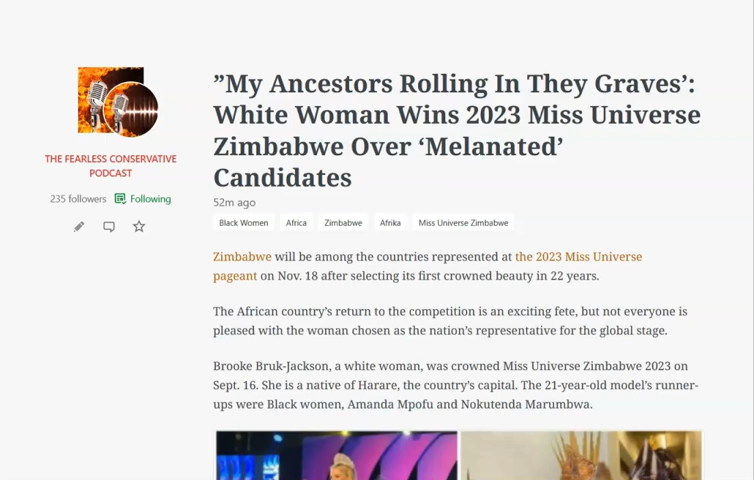 ”My Ancestors Rolling In They Graves’:
White Woman Wins 2023 Miss Universe
Zimbabwe Over ‘Melanated’
Candidates
THE FEARLESS CONSERVATIVE
PODCAST
235 followers Following
52m ago
Black Women Africa Zimbabwe Afrika Miss Universe Zimbabwe
Zimbabwe will be among the countries represented at the 2023 Miss Universe
pageant on Nov. 18 after selecting its first crowned beauty in 22 years.
The African country’s return to the competition is an exciting fete, but not everyone is
pleased with the woman chosen as the nation’s representative for the global stage.
Brooke Bruk-Jackson, a white woman, was crowned Miss Universe Zimbabwe 2023 on
Sept. 16. She is a native of Harare, the country’s capital. The 21-year-old model’s runner-
ups were Black women, Amanda Mpofu and Nokutenda Marumbwa.